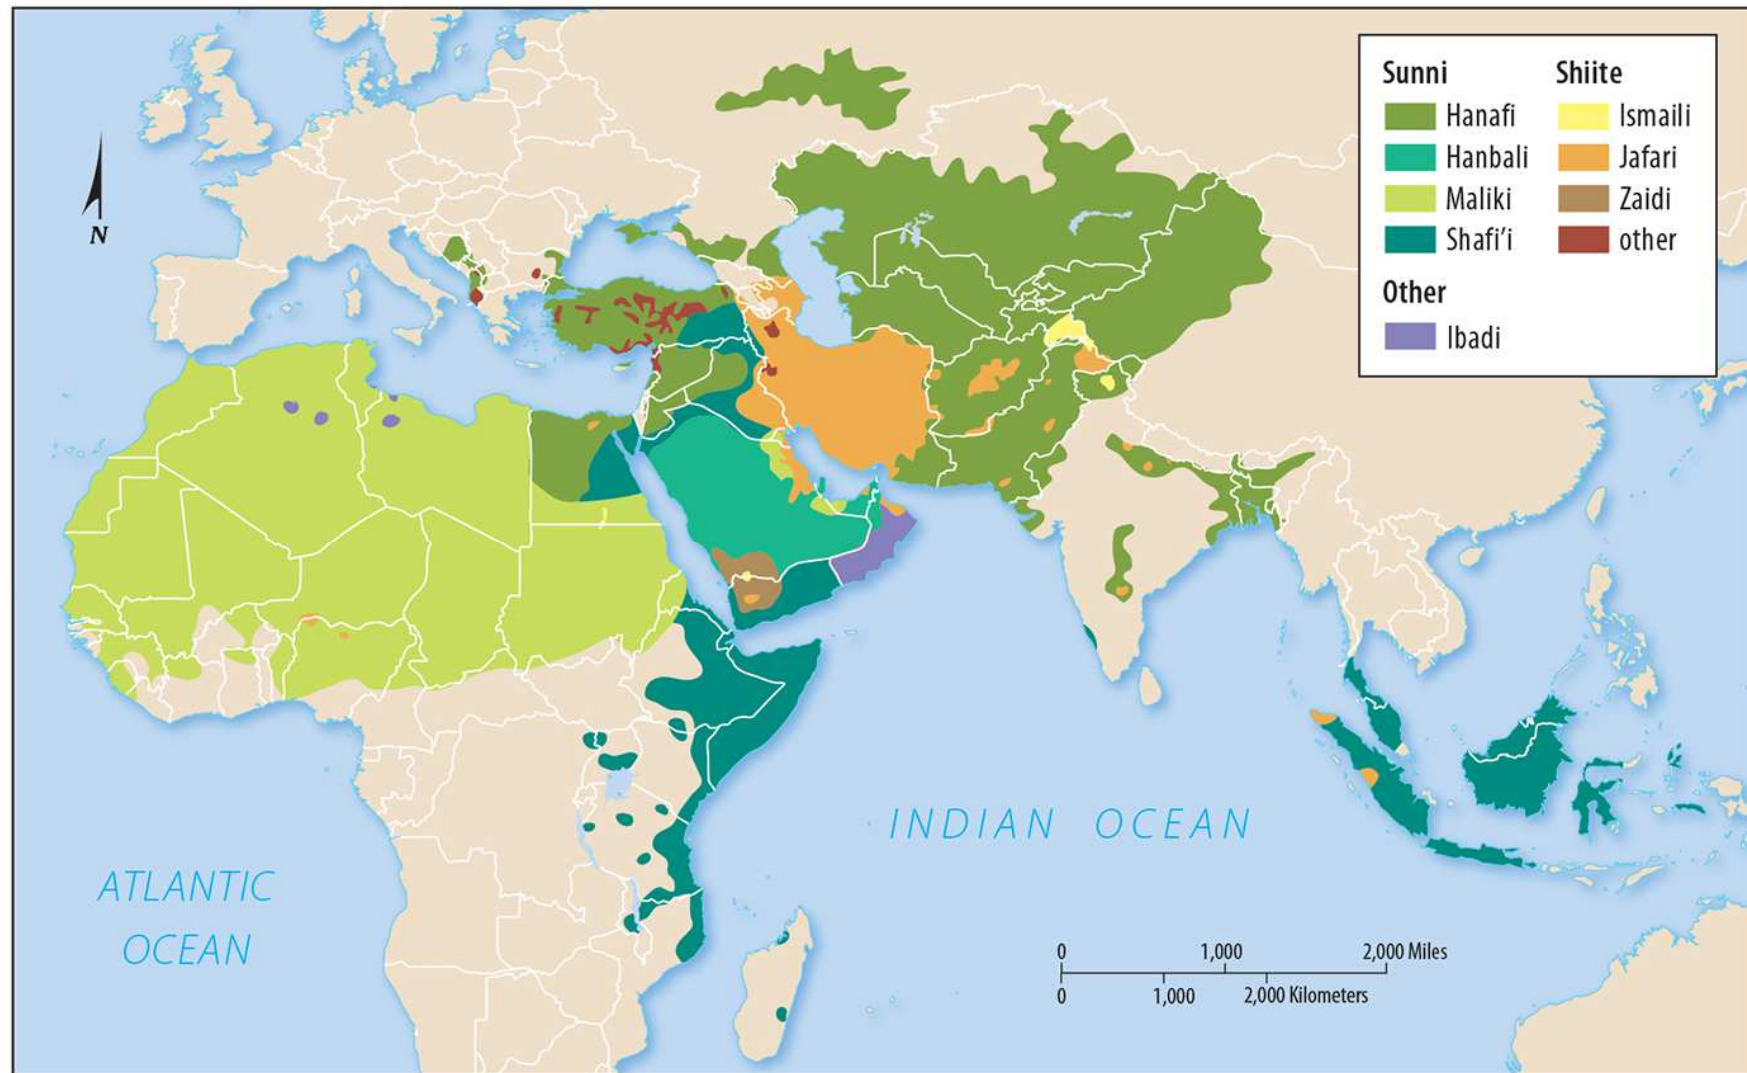 Sunni
Hanafi
Hanbali
Maliki
Shafi’i
Other
Ibadi
Shiite
Ismaili
Jafari
Zaidi
other
N
INDIAN OCEAN
ATLANTIC
OCEAN
0 1,000 2,000 Miles
0 1,000 2,000 Kilometers